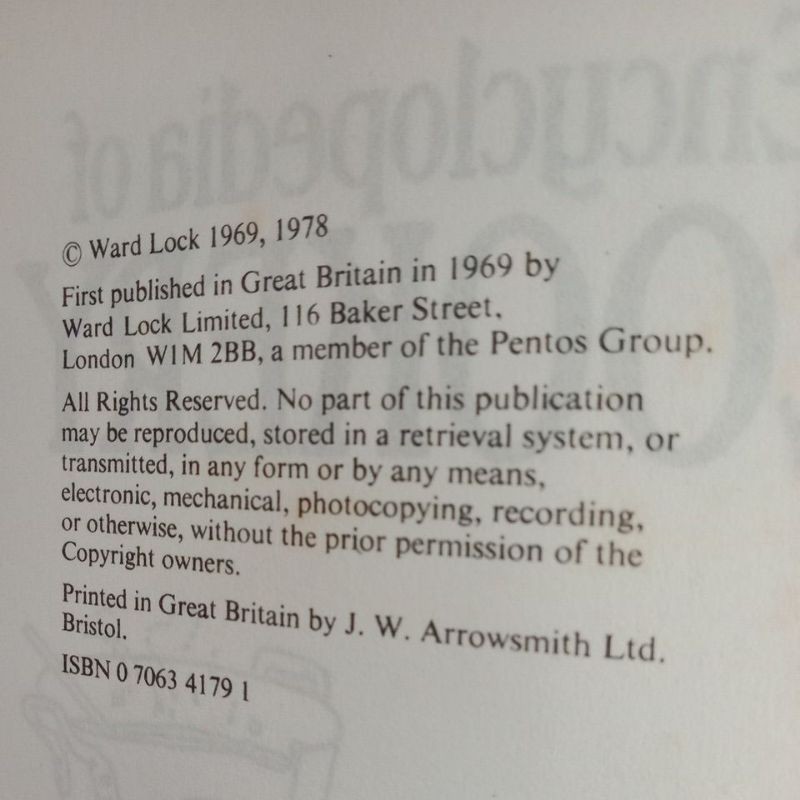 Encyclopedia of
© Ward Lock 1969, 1978
First published in Great Britain in 1969 by
Ward Lock Limited, 116 Baker Street,
London W1M 2BB, a member of the Pentos Group.
All Rights Reserved. No part of this publication
may be reproduced, stored in a retrieval system, or
transmitted, in any form or by any means,
electronic, mechanical, photocopying, recording,
or otherwise, without the prior permission of the
Copyright owners.
Printed in Great Britain by J. W. Arrowsmith Ltd.
Bristol.
ISBN 0 7063 4179 1